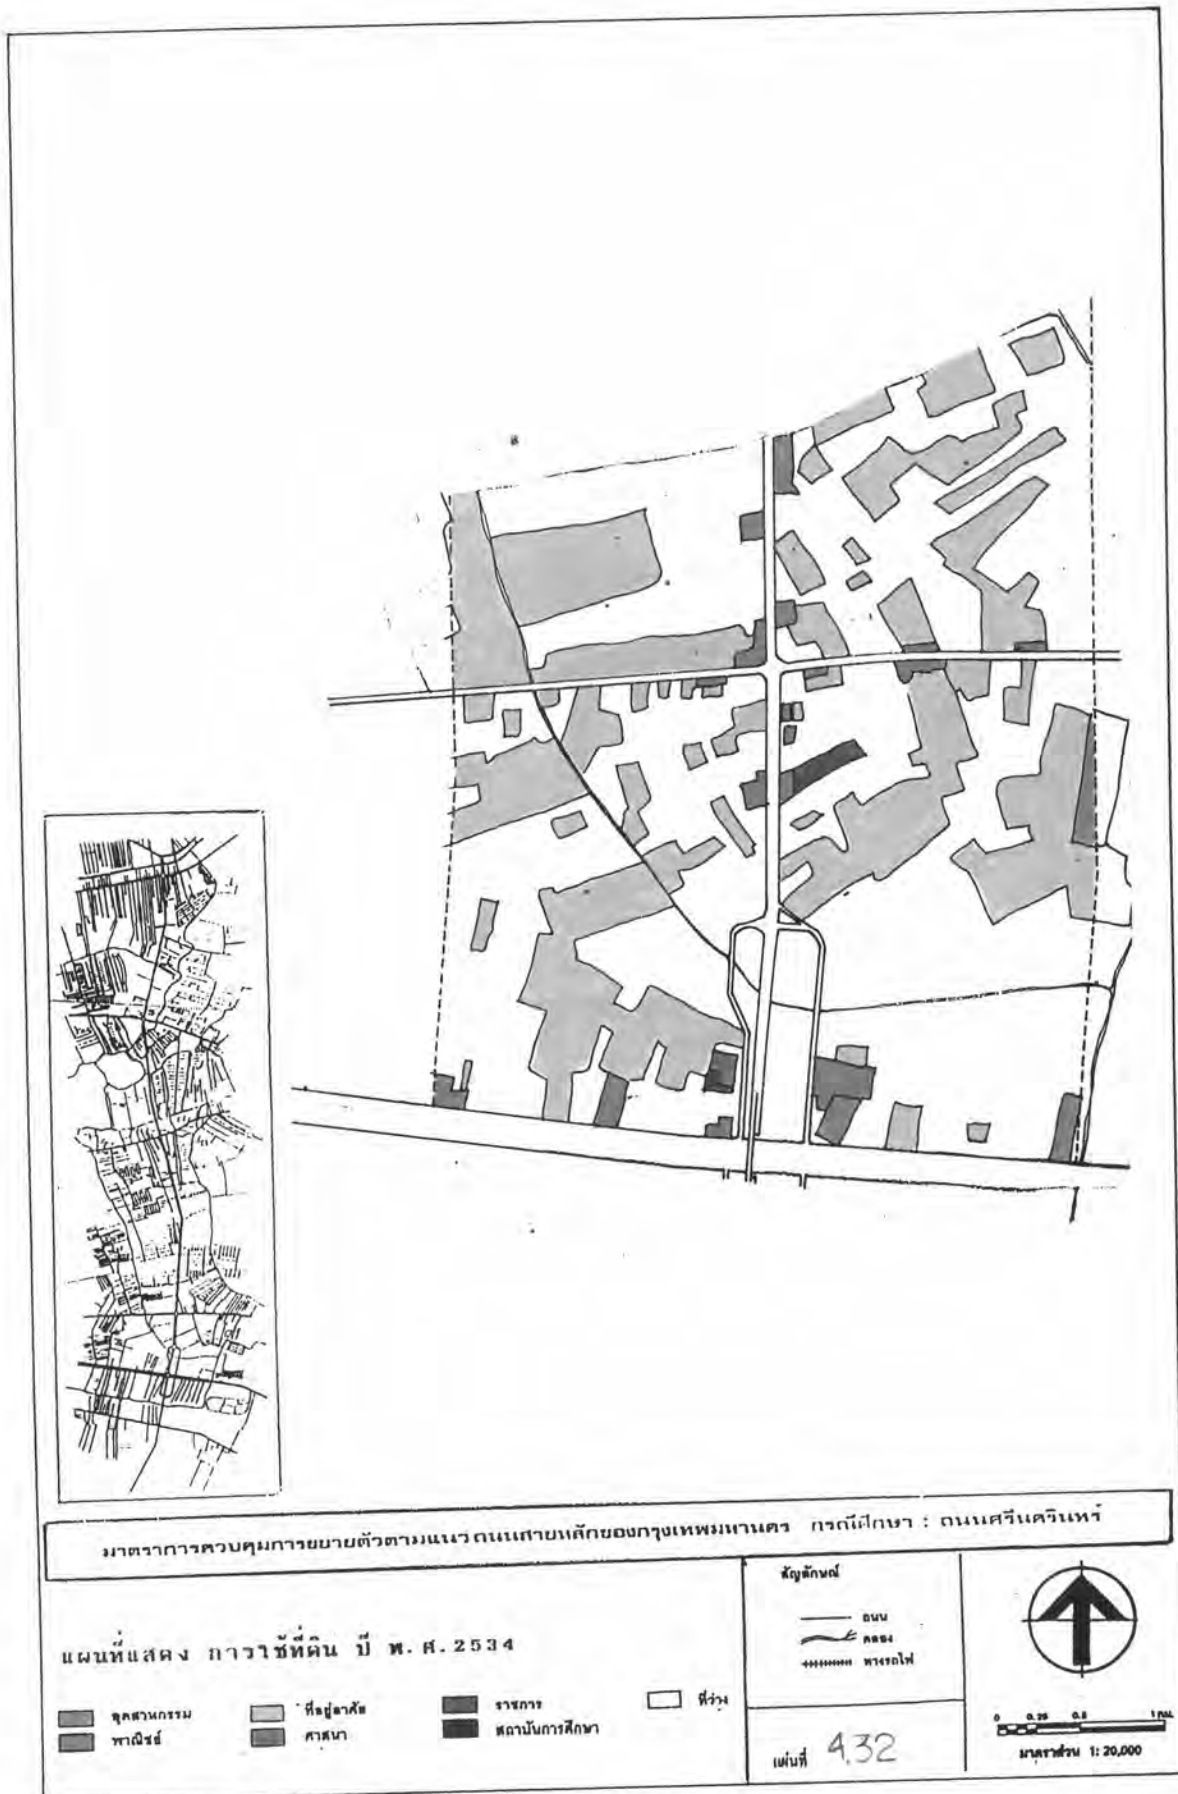 มาตราการควบคุมการขยายตัวตามแนวถนนสายหลักของกรุงเทพมหานคร กรณีศึกษา : ถนนศรีนครินทร์
แผนที่แสดง การใช้ที่ดิน ปี พ.ศ.2534
อุตสาหกรรม
พาณิชย์
ที่อยู่อาศัย
ศาสนา
ราชการ
สถาบันการศึกษา
ที่ว่าง
สัญลักษณ์
ถนน
คลอง
ทางรถไฟ
แผ่นที่ 4.32
0 0.25 0.5 1 กม.
มาตราส่วน 1: 20,000